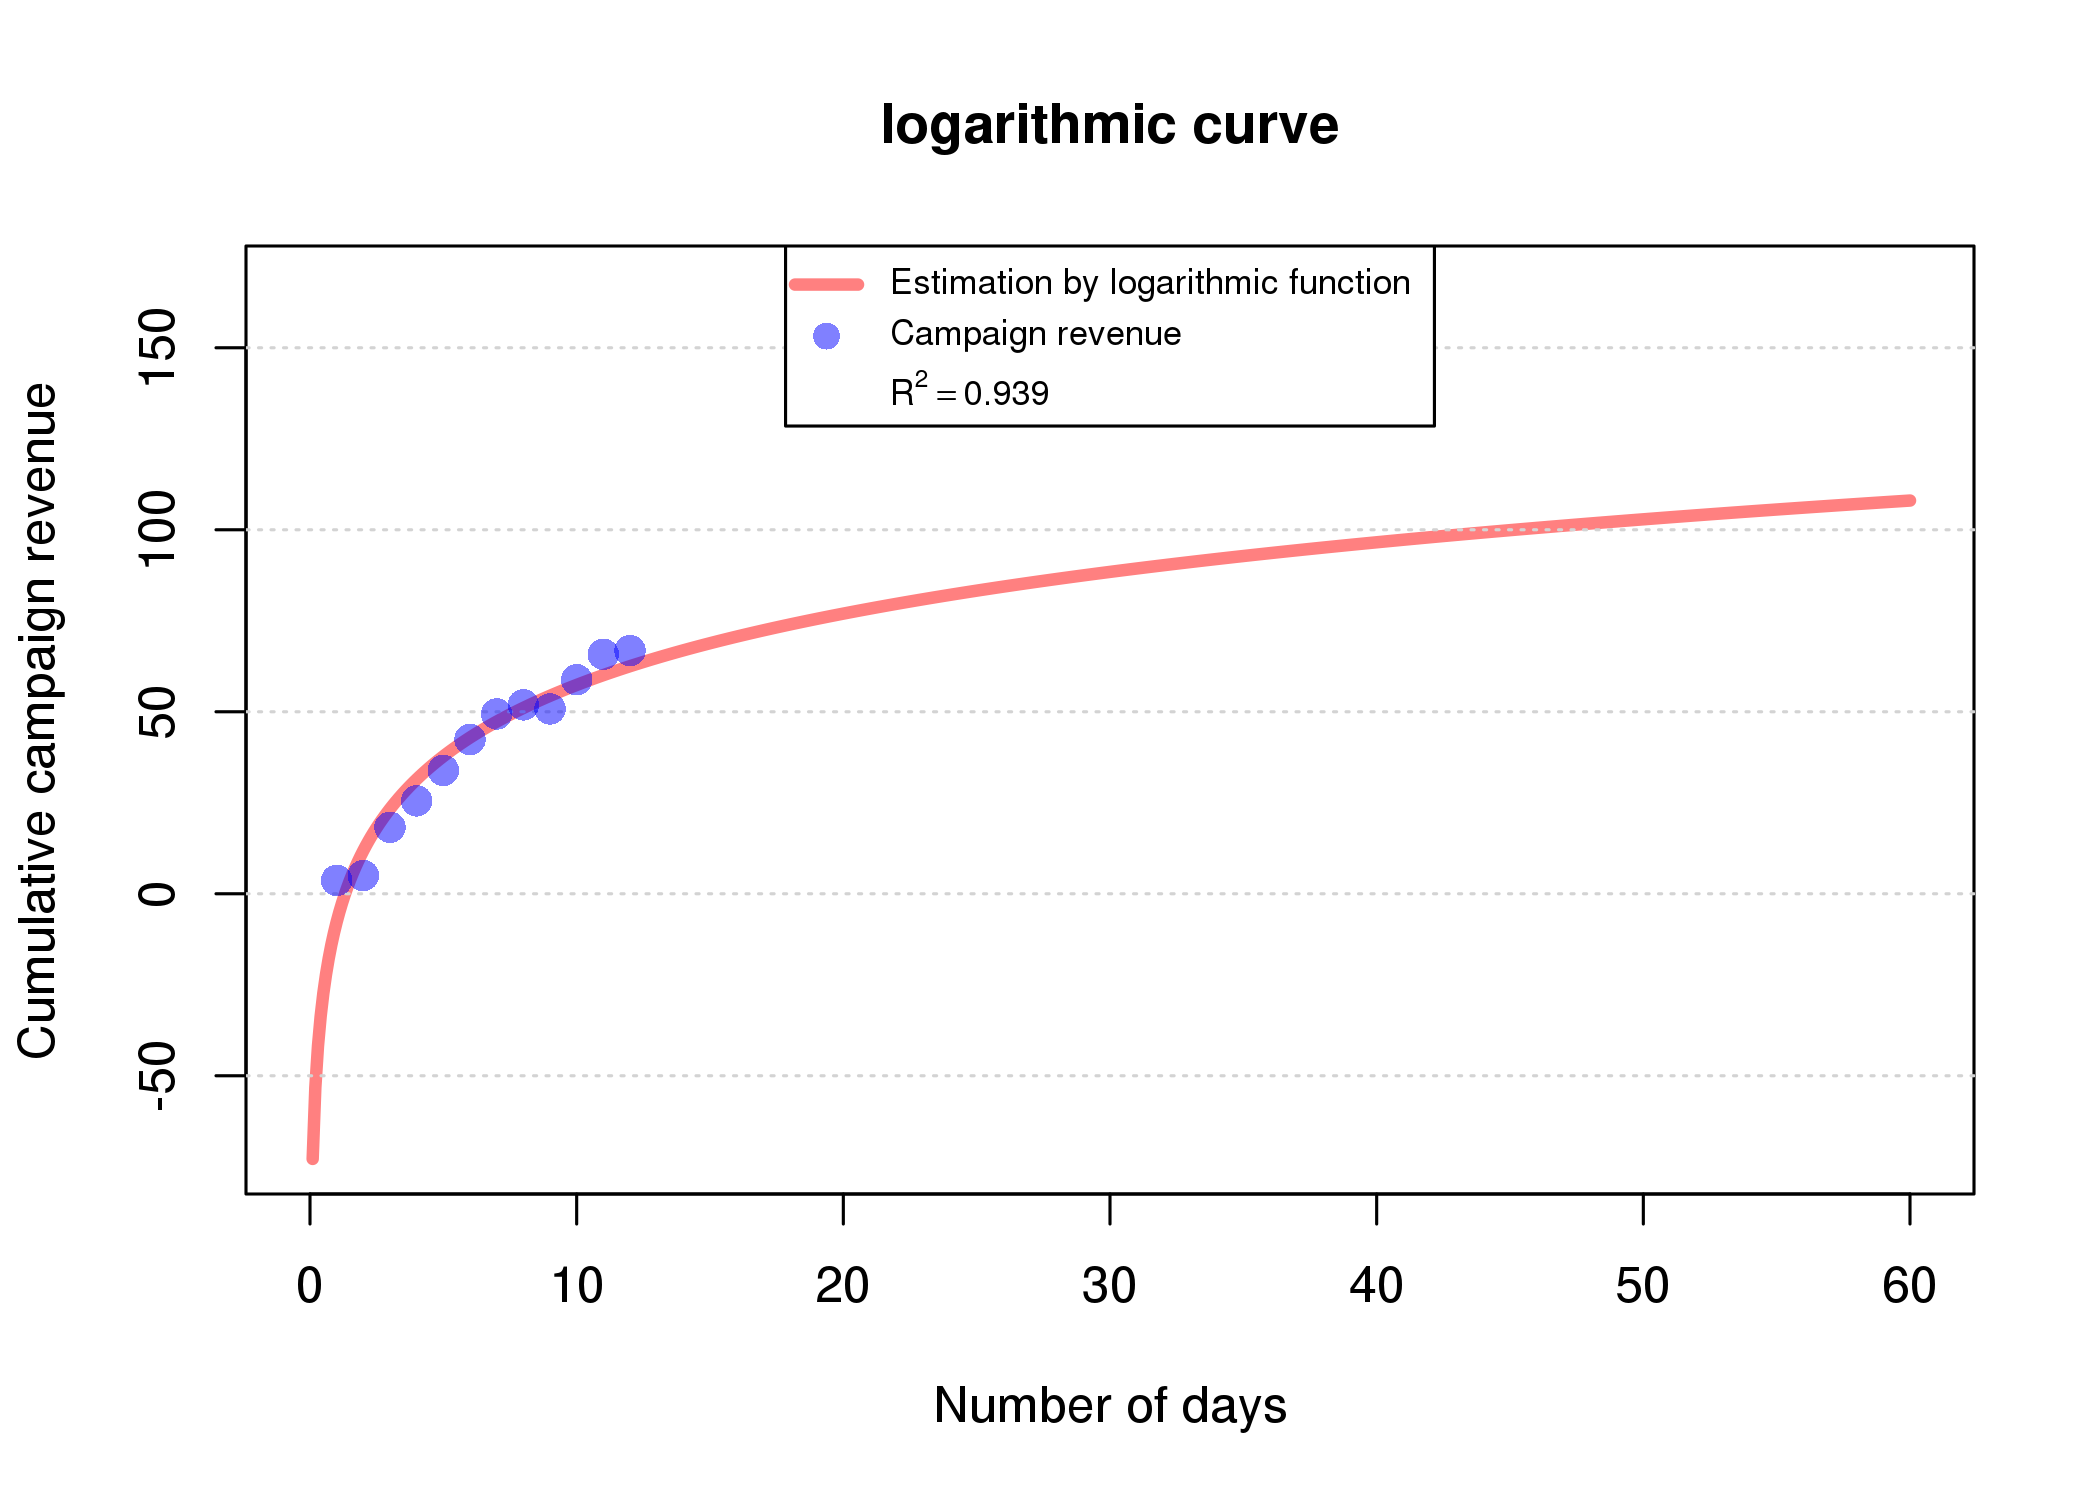 logarithmic curve
Estimation by logarithmic function
Campaign revenue
R² = 0.939
Cumulative campaign revenue
150
100
50
0
-50
0 10 20 30 40 50 60
Number of days